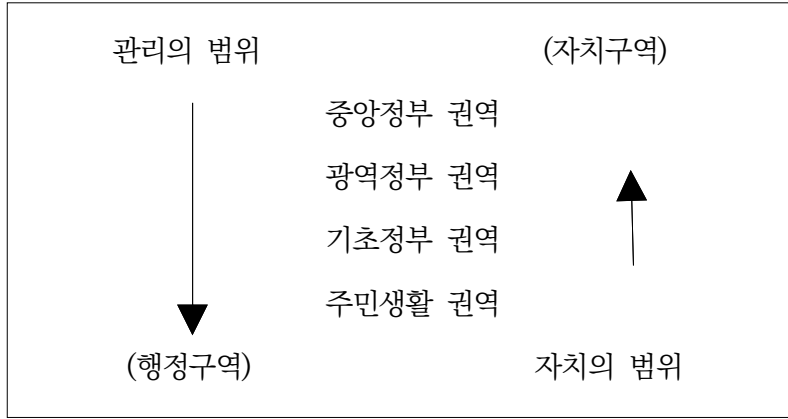 관리의 범위 (자치구역)
중앙정부 권역
광역정부 권역
기초정부 권역
주민생활 권역
(행정구역) 자치의 범위